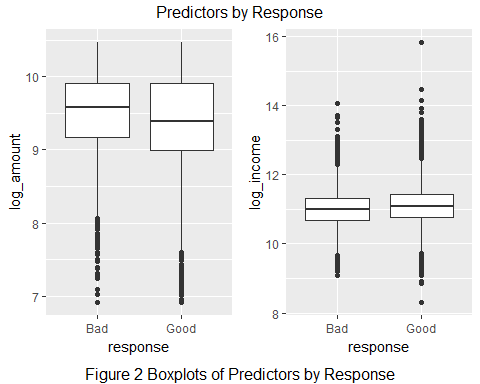 Predictors by Response
log_amount
10
9
8
7
Bad
Good
response
log_income
16
14
12
10
8
Bad
Good
response
Figure 2 Boxplots of Predictors by Response